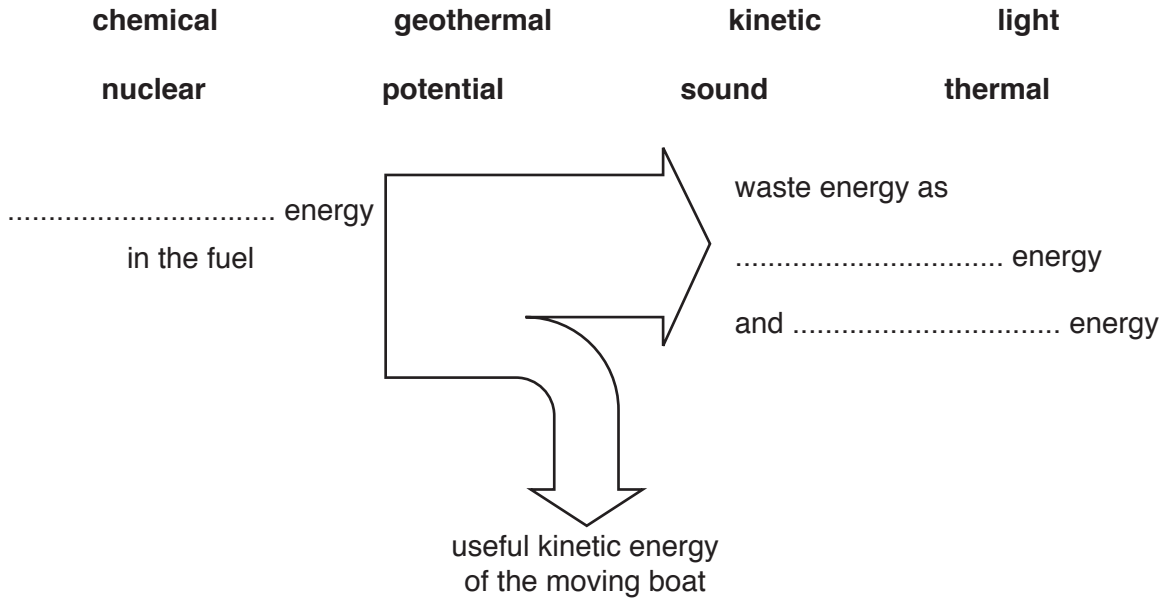 chemical geothermal kinetic light
nuclear potential sound thermal
................................. energy
in the fuel
waste energy as
................................. energy
and ................................. energy
useful kinetic energy
of the moving boat